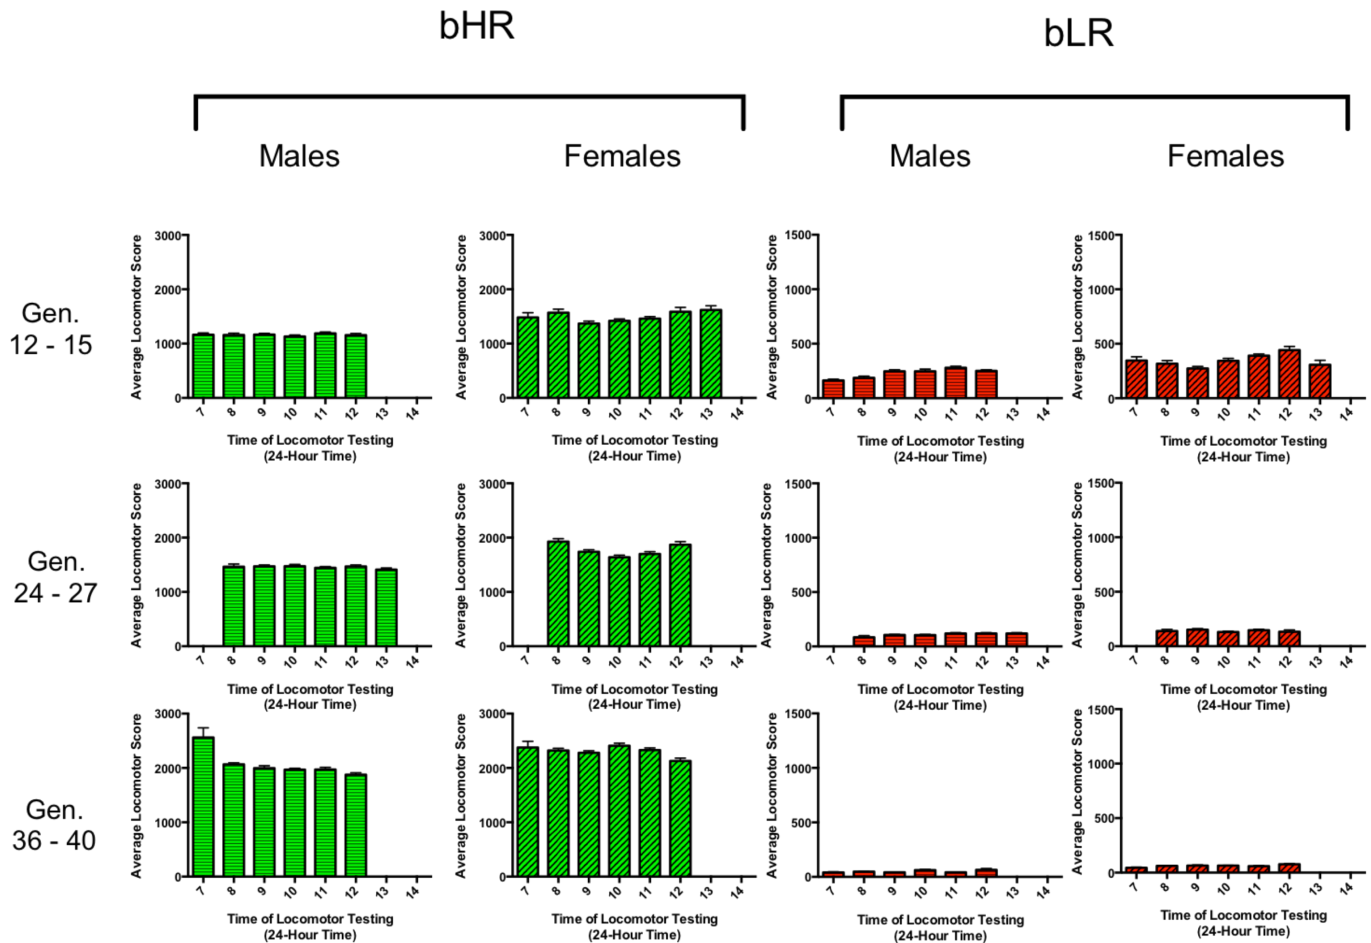 bHR
bLR
Males
Females
Males
Females
Gen.
12 - 15
Average Locomotor Score
3000
2000
1000
0
7 8 9 10 11 12 13 14
Time of Locomotor Testing
(24-Hour Time)
Average Locomotor Score
3000
2000
1000
0
7 8 9 10 11 12 13 14
Time of Locomotor Testing
(24-Hour Time)
Average Locomotor Score
1500
1000
500
0
7 8 9 10 11 12 13 14
Time of Locomotor Testing
(24-Hour Time)
Average Locomotor Score
1500
1000
500
0
7 8 9 10 11 12 13 14
Time of Locomotor Testing
(24-Hour Time)
Gen.
24 - 27
Average Locomotor Score
3000
2000
1000
0
7 8 9 10 11 12 13 14
Time of Locomotor Testing
(24-Hour Time)
Average Locomotor Score
3000
2000
1000
0
7 8 9 10 11 12 13 14
Time of Locomotor Testing
(24-Hour Time)
Average Locomotor Score
1500
1000
500
0
7 8 9 10 11 12 13 14
Time of Locomotor Testing
(24-Hour Time)
Average Locomotor Score
1500
1000
500
0
7 8 9 10 11 12 13 14
Time of Locomotor Testing
(24-Hour Time)
Gen.
36 - 40
Average Locomotor Score
3000
2000
1000
0
7 8 9 10 11 12 13 14
Time of Locomotor Testing
(24-Hour Time)
Average Locomotor Score
3000
2000
1000
0
7 8 9 10 11 12 13 14
Time of Locomotor Testing
(24-Hour Time)
Average Locomotor Score
1500
1000
500
0
7 8 9 10 11 12 13 14
Time of Locomotor Testing
(24-Hour Time)
Average Locomotor Score
1500
1000
500
0
7 8 9 10 11 12 13 14
Time of Locomotor Testing
(24-Hour Time)